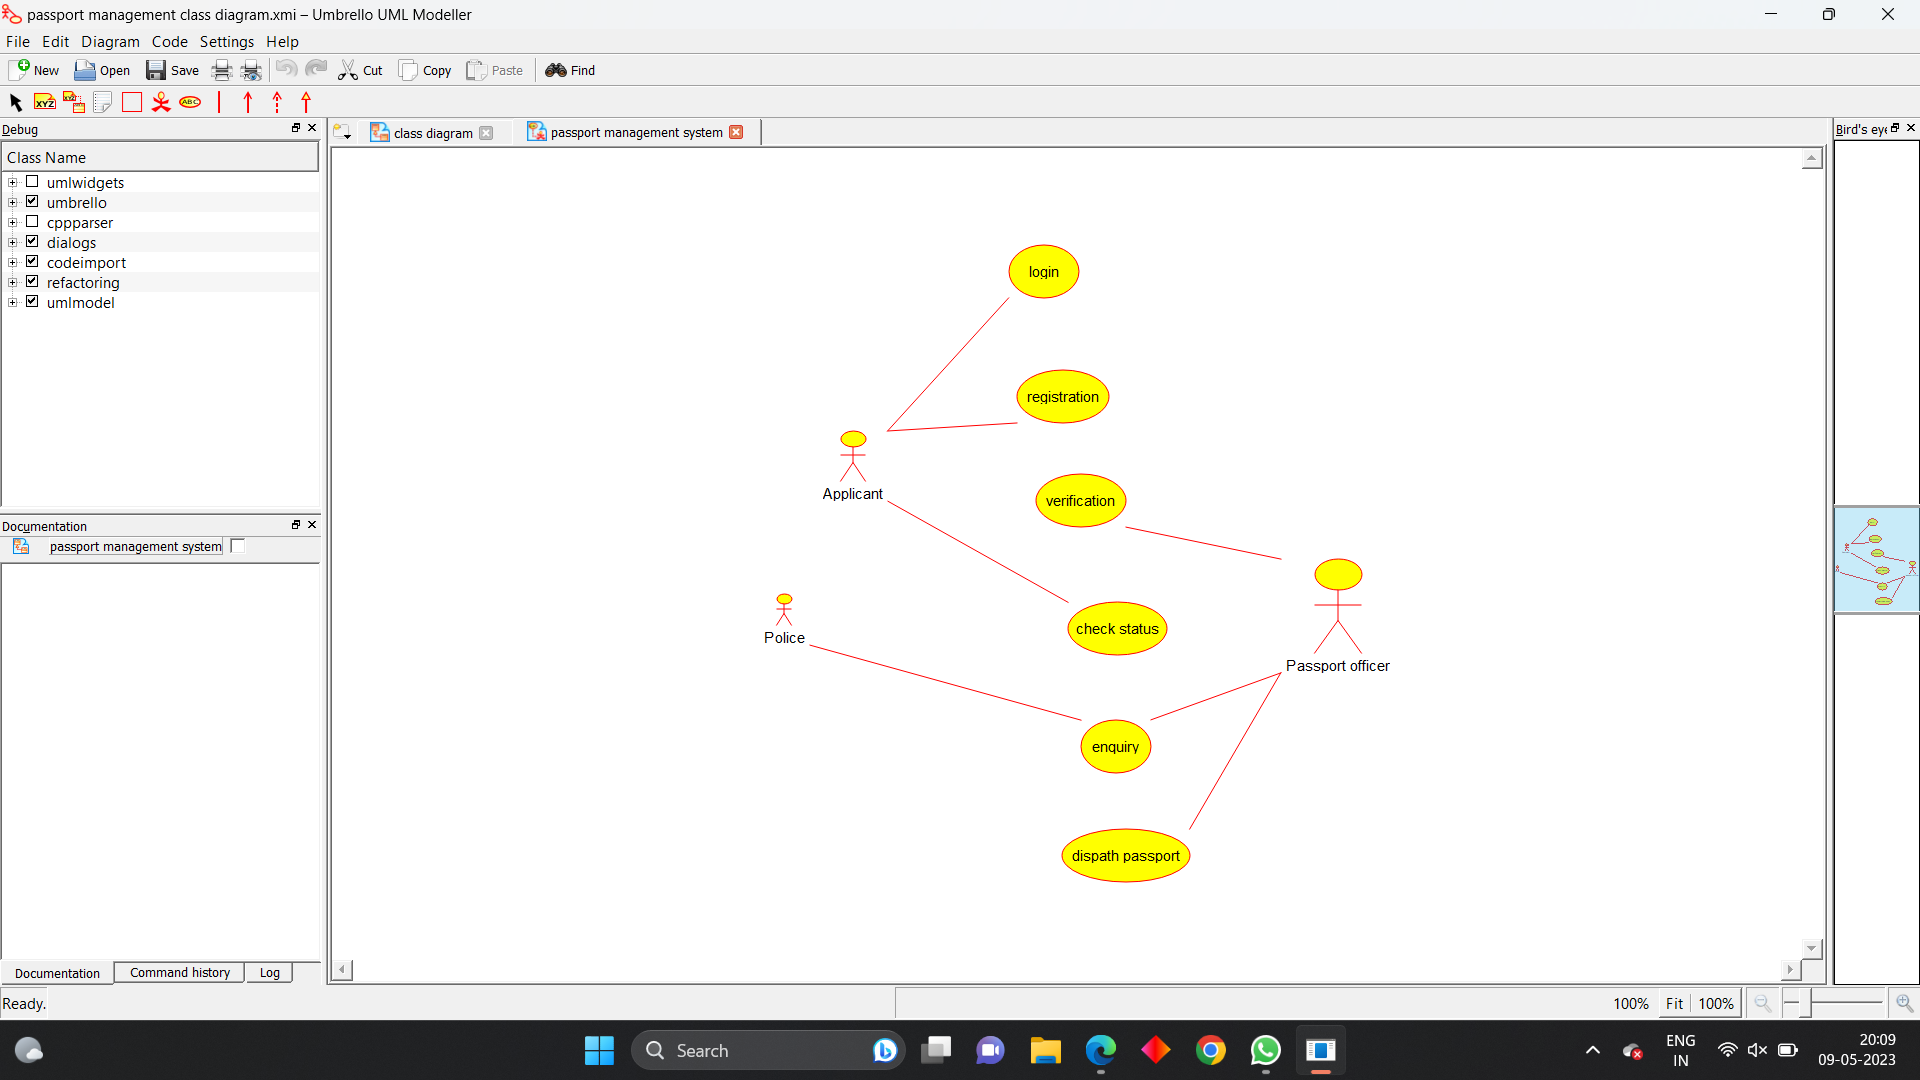 passport management class diagram.xmi – Umbrello UML Modeller
File Edit Diagram Code Settings Help
New Open Save Cut Copy Paste Find
XYZ XYZ ABC
Debug
Class Name
umlwidgets
umbrello
cppparser
dialogs
codeimport
refactoring
umlmodel
Documentation
passport management system
Documentation Command history Log
class diagram passport management system
login
registration
Applicant
verification
Police
check status
Passport officer
enquiry
dispath passport
Bird's eye
Ready.
100% Fit 100%
Search
ENG
IN
20:09
09-05-2023